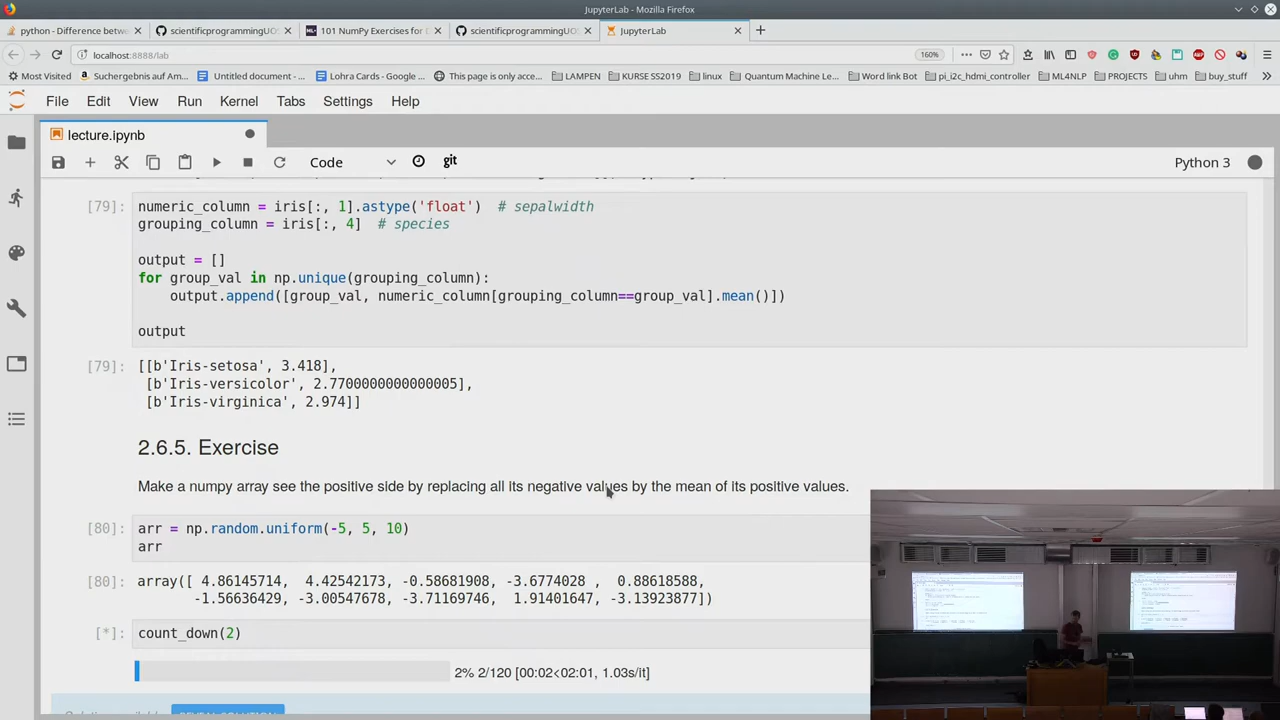 JupyterLab - Mozilla Firefox
python - Difference betwe
scientificprogrammingUOS
101 NumPy Exercises for D
scientificprogrammingUOS
JupyterLab
localhost:8888/lab
160%
Most Visited
Suchergebnis auf Am...
Untitled document - ...
Lohra Cards - Google ...
This page is only acce...
LAMPEN
KURSE SS2019
linux
Quantum Machine Le...
Word link Bot
pi_i2c_hdmi_controller
ML4NLP
PROJECTS
uhm
buy_stuff
File Edit View Run Kernel Tabs Settings Help
lecture.ipynb
Code
git
Python 3
[79]: numeric_column = iris[:, 1].astype('float')  # sepalwidth
grouping_column = iris[:, 4]  # species
output = []
for group_val in np.unique(grouping_column):
    output.append([group_val, numeric_column[grouping_column==group_val].mean()])
output
[79]: [[b'Iris-setosa', 3.418],
 [b'Iris-versicolor', 2.7700000000000005],
 [b'Iris-virginica', 2.974]]
2.6.5. Exercise
Make a numpy array see the positive side by replacing all its negative values by the mean of its positive values.
[80]: arr = np.random.uniform(-5, 5, 10)
arr
[80]: array([ 4.86145714,  4.42542173, -0.58681908, -3.6774028 ,  0.88618588,
       -1.56636429, -3.00547678, -3.71169746,  1.91401647, -3.13923877])
[*]: count_down(2)
2% 2/120 [00:02<02:01, 1.03s/it]